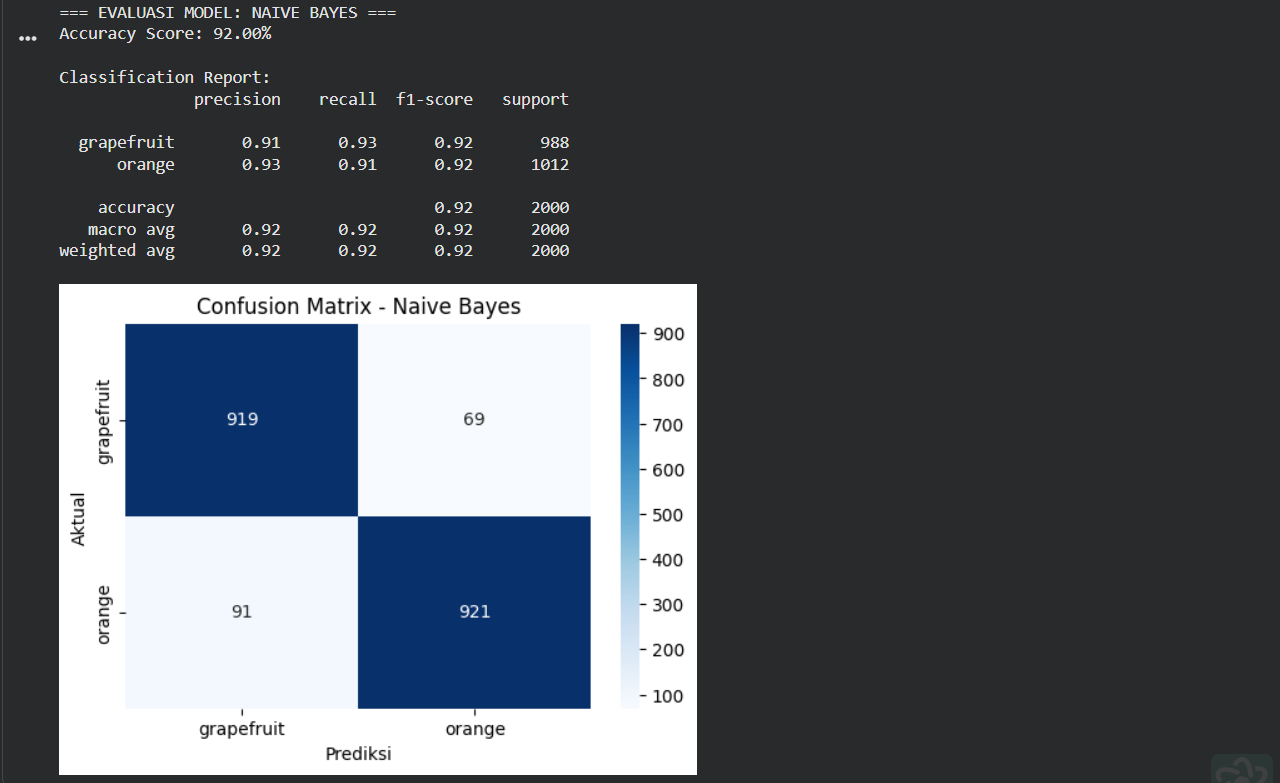 === EVALUASI MODEL: NAIVE BAYES ===
Accuracy Score: 92.00%
Classification Report:
precision recall f1-score support
grapefruit 0.91 0.93 0.92 988
orange 0.93 0.91 0.92 1012
accuracy 0.92 2000
macro avg 0.92 0.92 0.92 2000
weighted avg 0.92 0.92 0.92 2000
Confusion Matrix - Naive Bayes
Aktual
grapefruit
919 69
orange
91 921
grapefruit orange
Prediksi
900
800
700
600
500
400
300
200
100